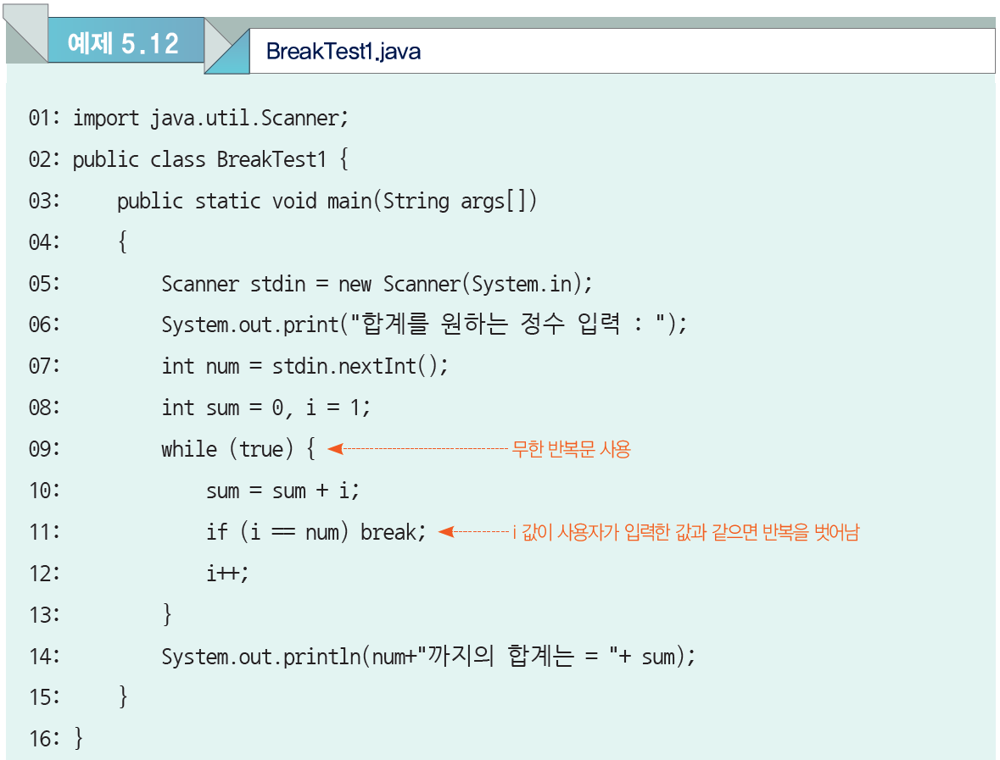 예제 5.12
BreakTest1.java
01: import java.util.Scanner;
02: public class BreakTest1 {
03:     public static void main(String args[])
04:     {
05:         Scanner stdin = new Scanner(System.in);
06:         System.out.print("합계를 원하는 정수 입력 : ");
07:         int num = stdin.nextInt();
08:         int sum = 0, i = 1;
09:         while (true) { 무한 반복문 사용
10:             sum = sum + i;
11:             if (i == num) break; i 값이 사용자가 입력한 값과 같으면 반복을 벗어남
12:             i++;
13:         }
14:         System.out.println(num+"까지의 합계는 = "+ sum);
15:     }
16: }